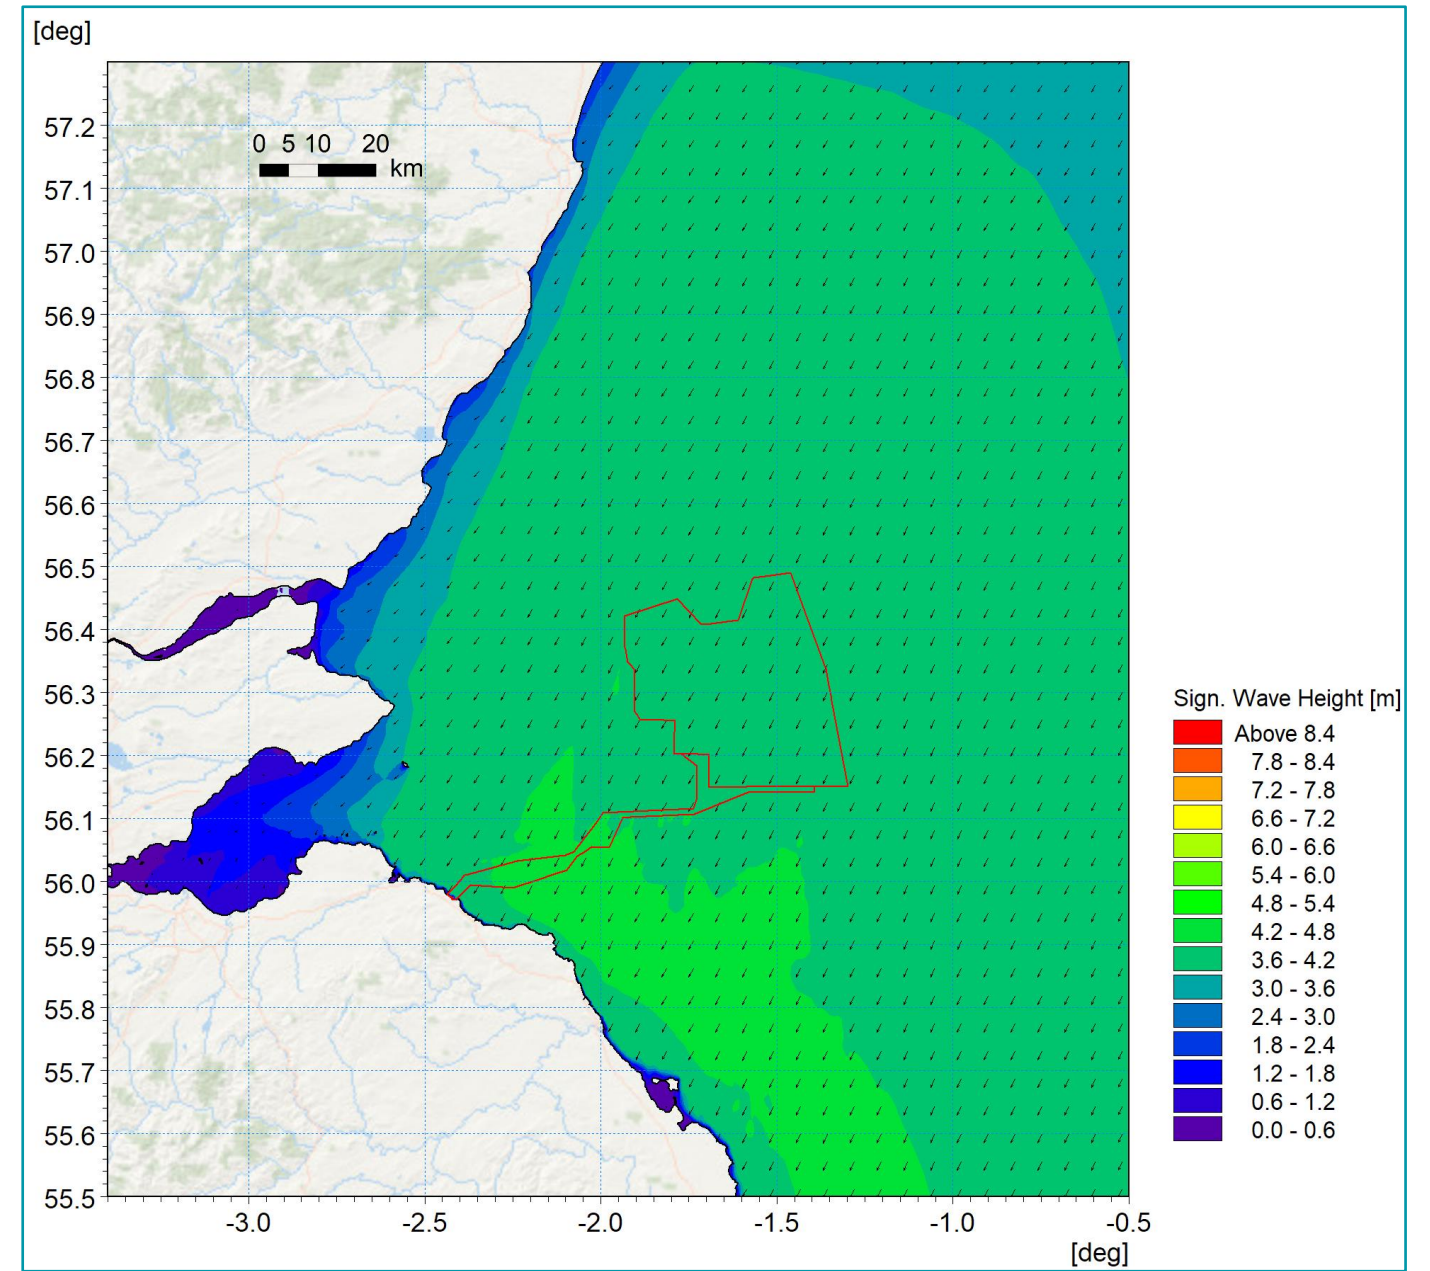 [deg]
57.2
57.1
57.0
56.9
56.8
56.7
56.6
56.5
56.4
56.3
56.2
56.1
56.0
55.9
55.8
55.7
55.6
55.5
0 5 10 20
km
-3.0 -2.5 -2.0 -1.5 -1.0 -0.5
[deg]
Sign. Wave Height [m]
Above 8.4
7.8 - 8.4
7.2 - 7.8
6.6 - 7.2
6.0 - 6.6
5.4 - 6.0
4.8 - 5.4
4.2 - 4.8
3.6 - 4.2
3.0 - 3.6
2.4 - 3.0
1.8 - 2.4
1.2 - 1.8
0.6 - 1.2
0.0 - 0.6